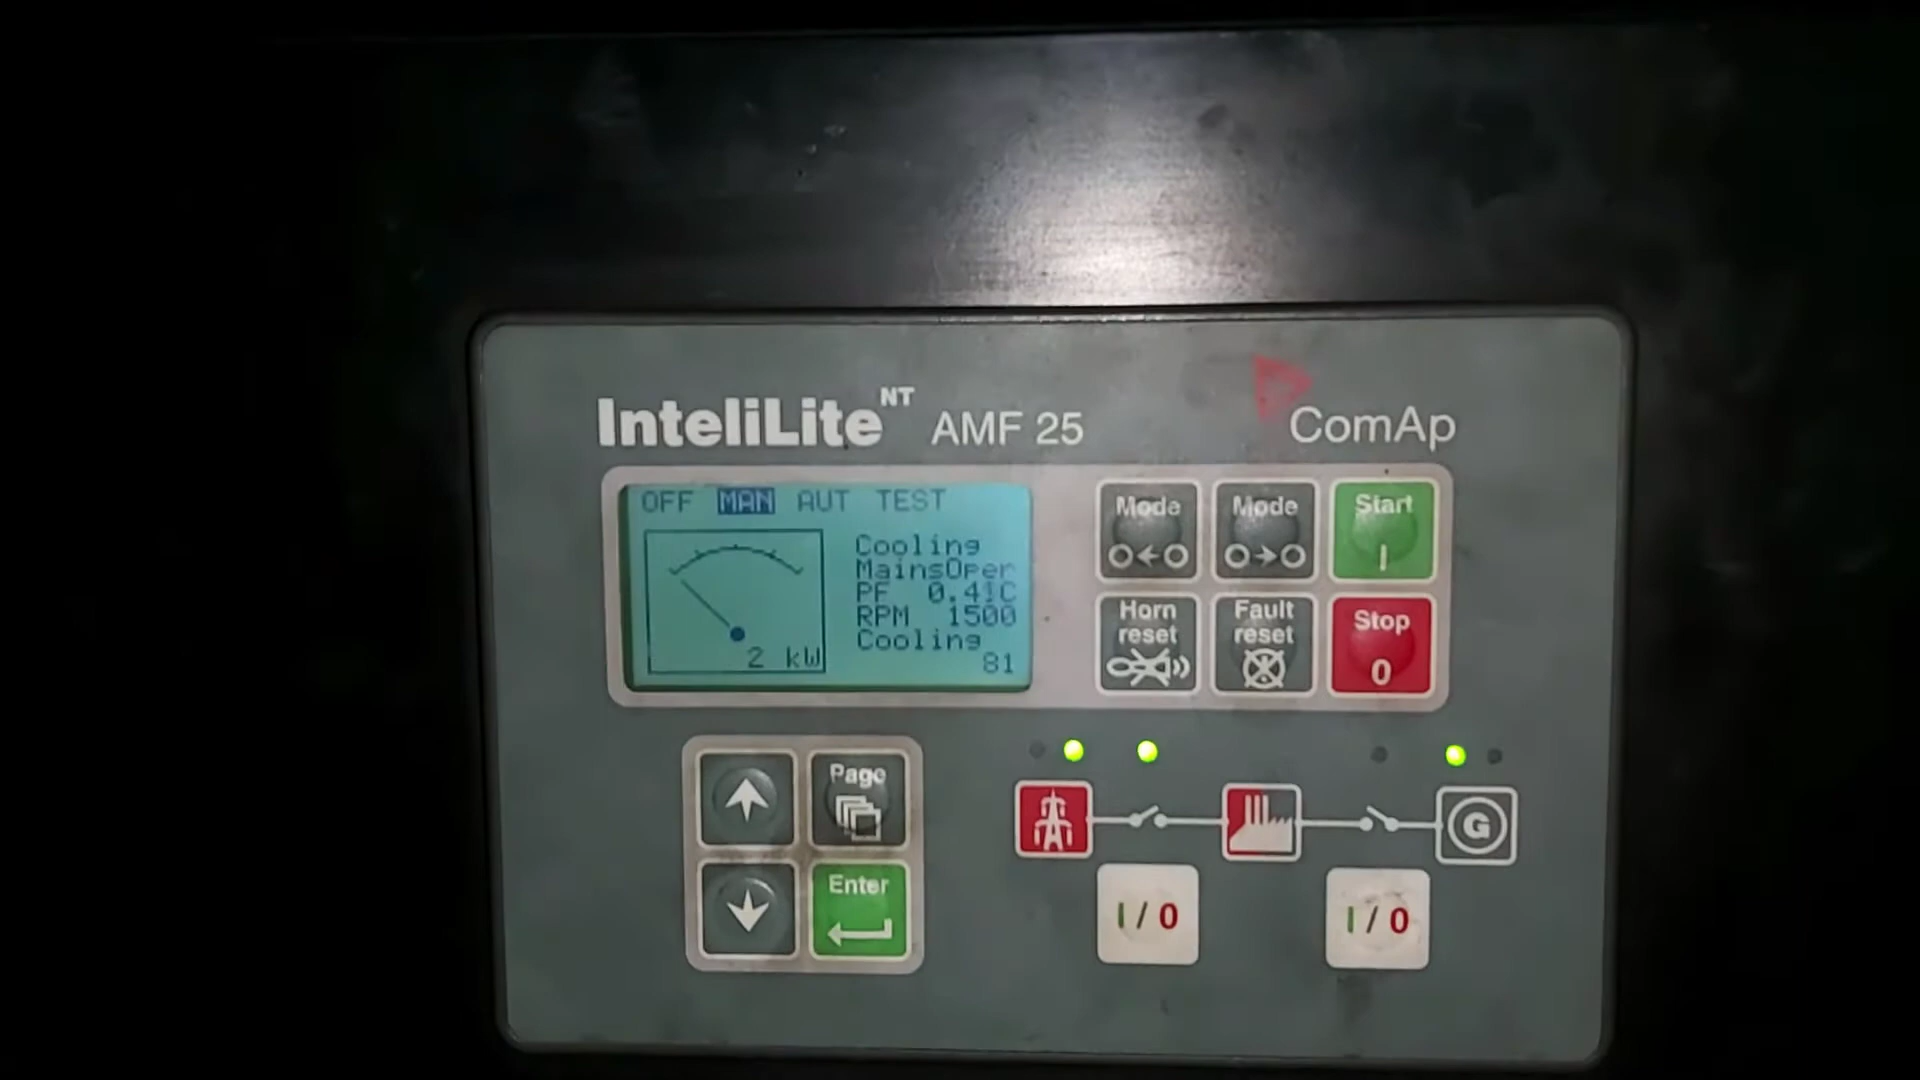 InteliLite NT AMF 25
ComAp
OFF MAN AUT TEST
Cooling
MainsOper
PF 0.41C
RPM 1500
Cooling
81
2 kW
Mode
Mode
Start
I
Horn
reset
Fault
reset
Stop
0
Page
Enter
G
I / 0
I / 0